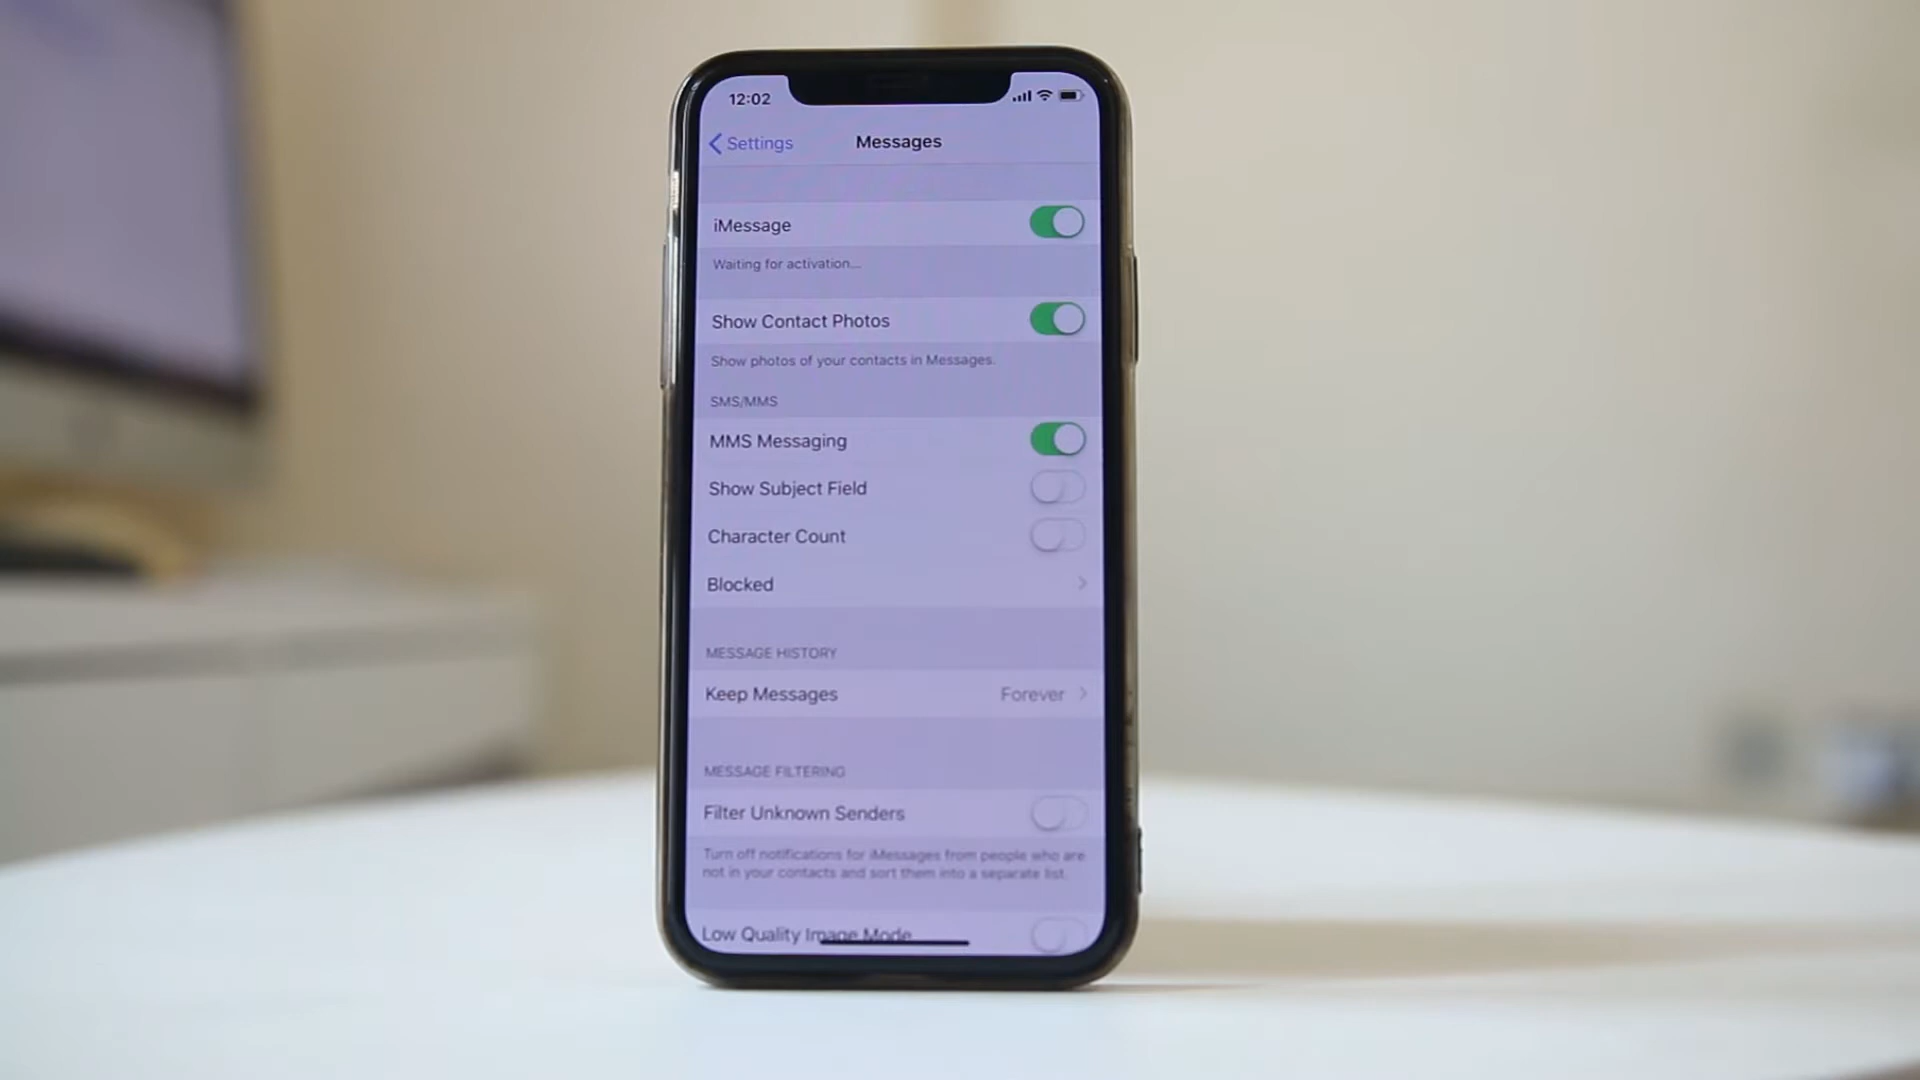 12:02
Settings
Messages
iMessage
Waiting for activation...
Show Contact Photos
Show photos of your contacts in Messages.
SMS/MMS
MMS Messaging
Show Subject Field
Character Count
Blocked
MESSAGE HISTORY
Keep Messages Forever
MESSAGE FILTERING
Filter Unknown Senders
Turn off notifications for iMessages from people who are
not in your contacts and sort them into a separate list.
Low Quality Image Mode